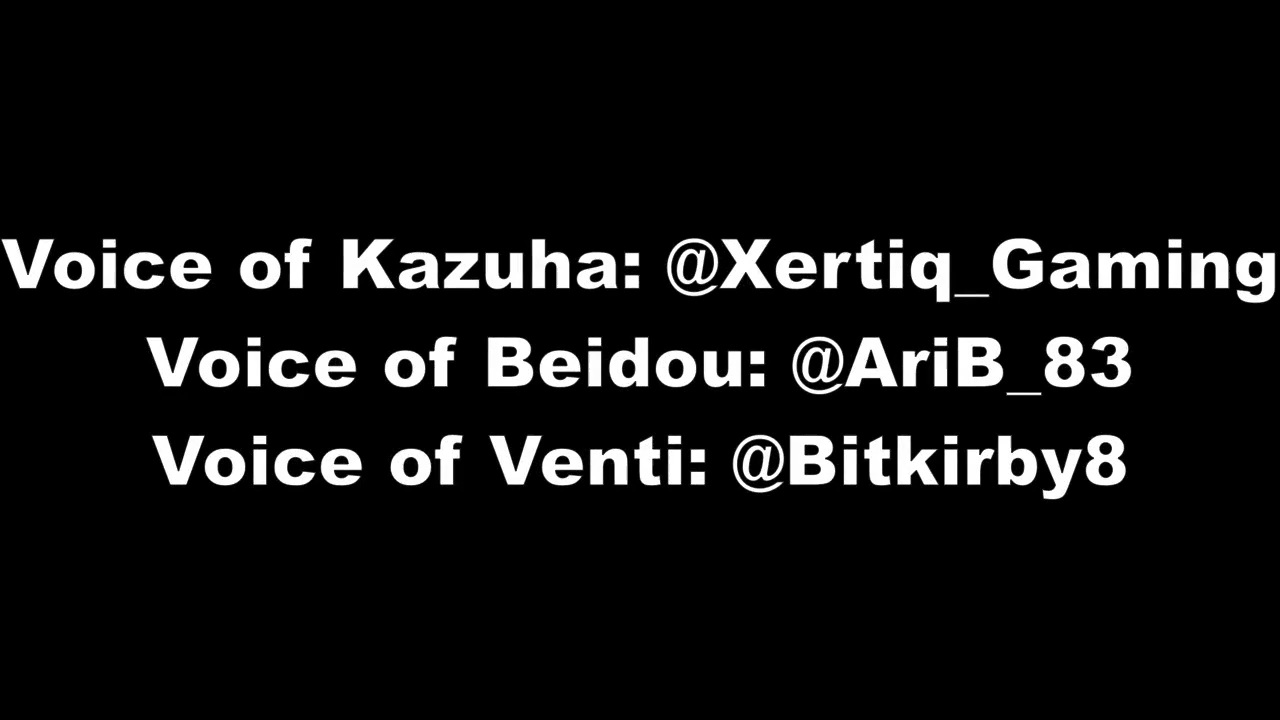 Voice of Kazuha: @Xertiq_Gaming
Voice of Beidou: @AriB_83
Voice of Venti: @Bitkirby8